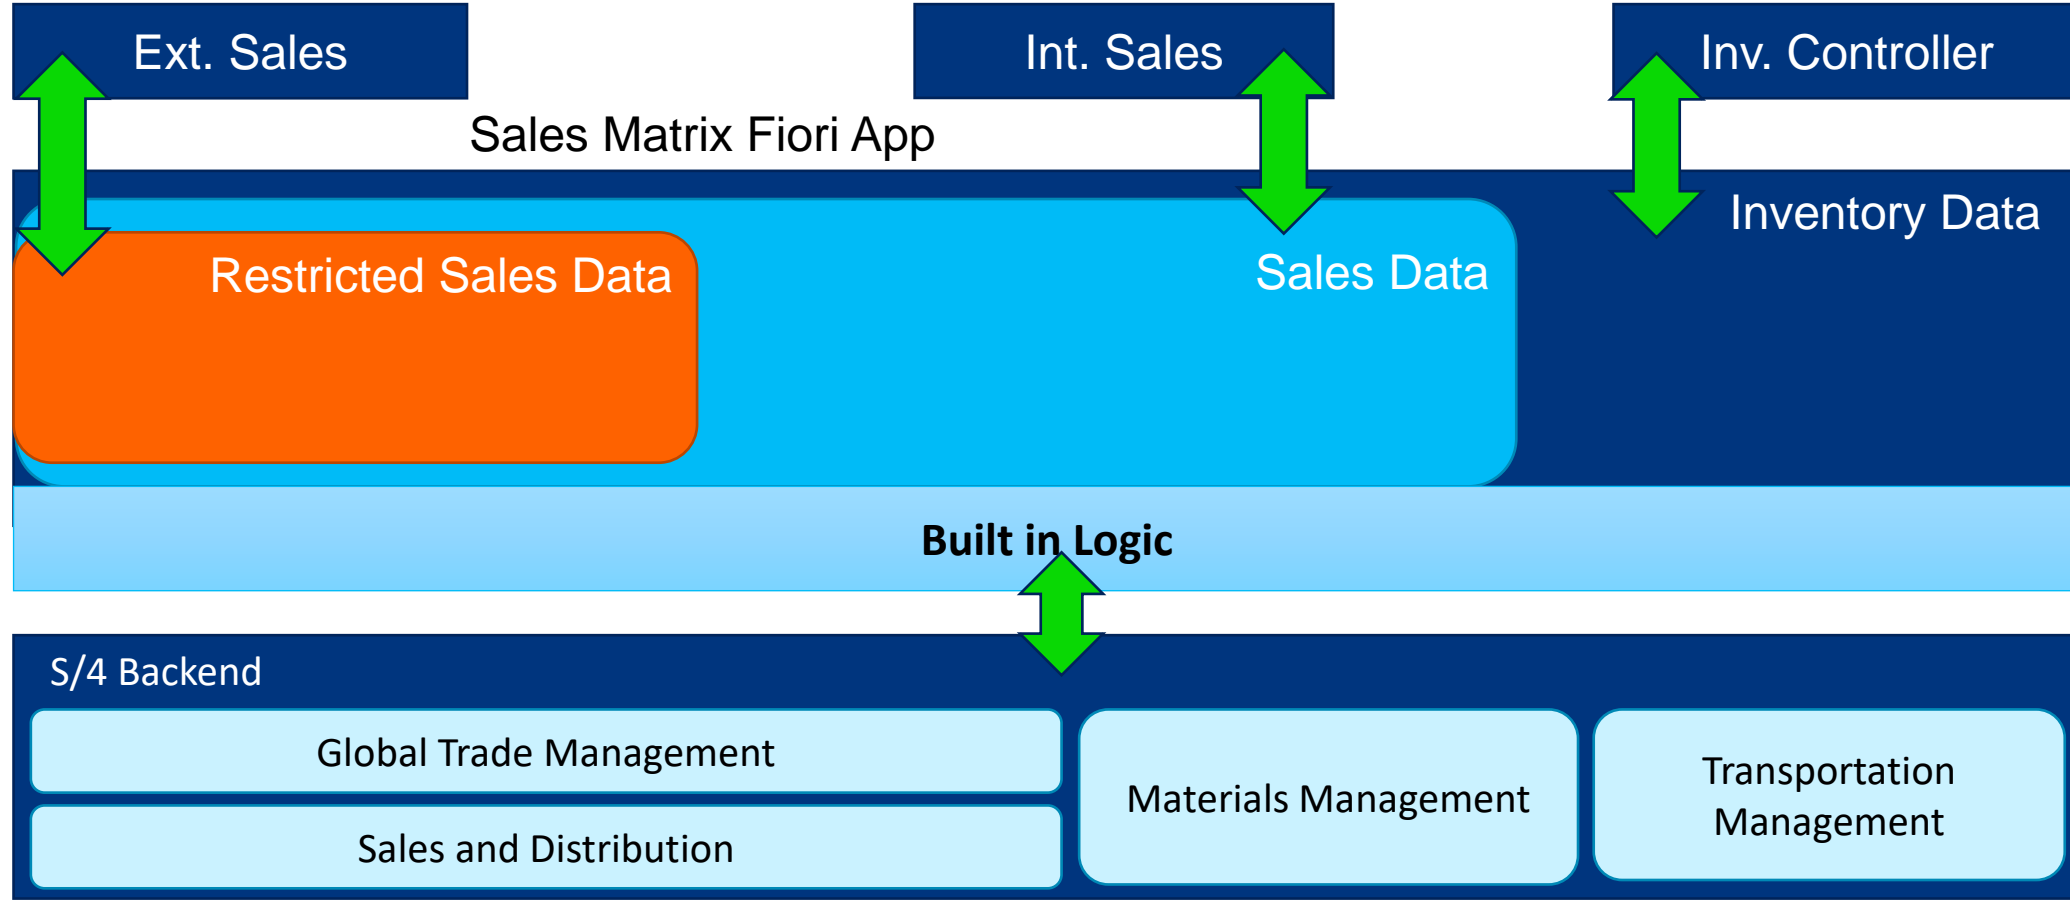 Ext. Sales
Int. Sales
Inv. Controller
Sales Matrix Fiori App
Inventory Data
Restricted Sales Data
Sales Data
Built in Logic
S/4 Backend
Global Trade Management
Materials Management
Transportation
Management
Sales and Distribution